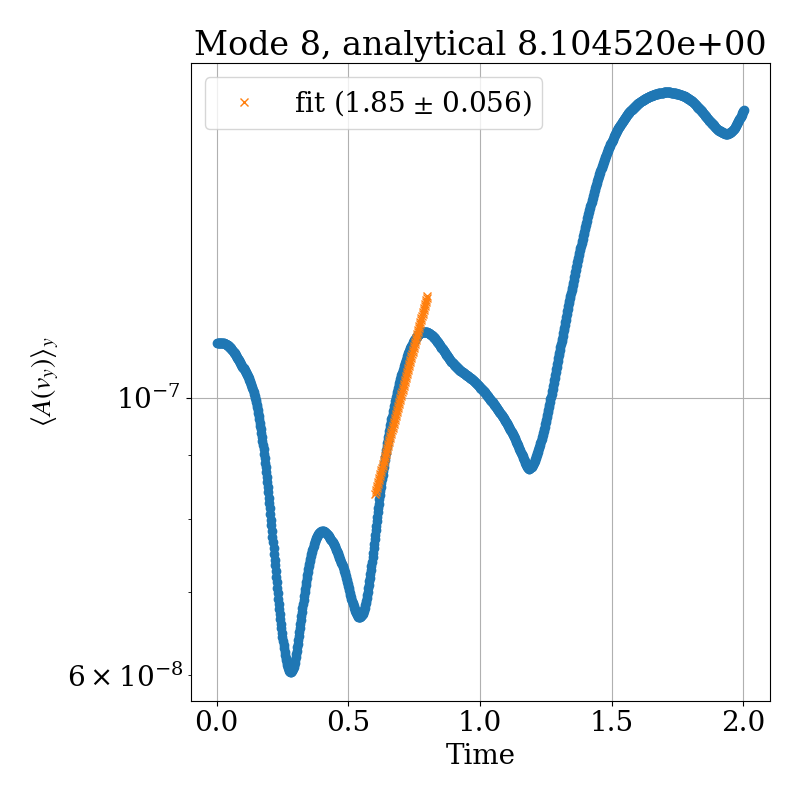 Mode 8, analytical 8.104520e+00
fit (1.85 ± 0.056)
⟨A(v_y)⟩_y
10⁻⁷
6 × 10⁻⁸
0.0 0.5 1.0 1.5 2.0
Time